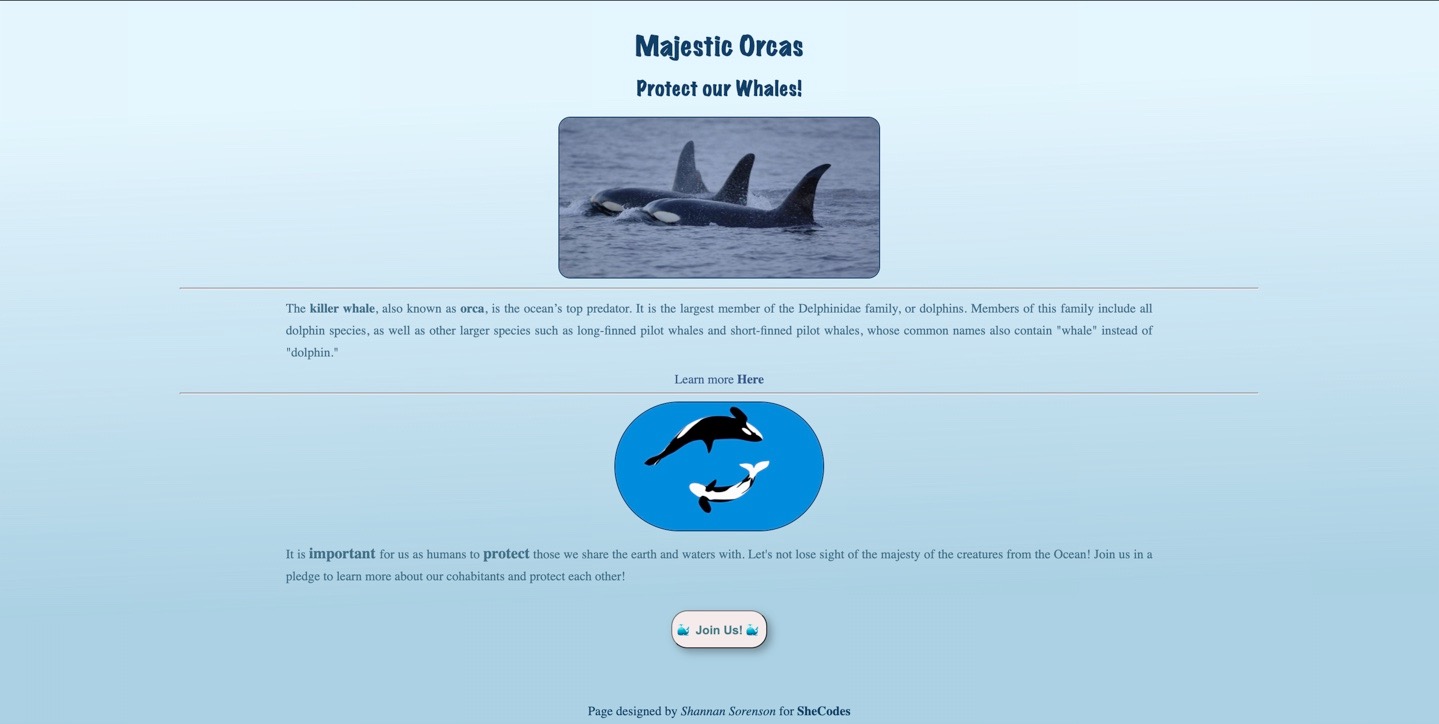 Majestic Orcas
Protect our Whales!
The killer whale, also known as orca, is the ocean’s top predator. It is the largest member of the Delphinidae family, or dolphins. Members of this family include all
dolphin species, as well as other larger species such as long-finned pilot whales and short-finned pilot whales, whose common names also contain "whale" instead of
"dolphin."
Learn more Here
It is important for us as humans to protect those we share the earth and waters with. Let's not lose sight of the majesty of the creatures from the Ocean! Join us in a
pledge to learn more about our cohabitants and protect each other!
🐳 Join Us! 🐳
Page designed by Shannan Sorenson for SheCodes